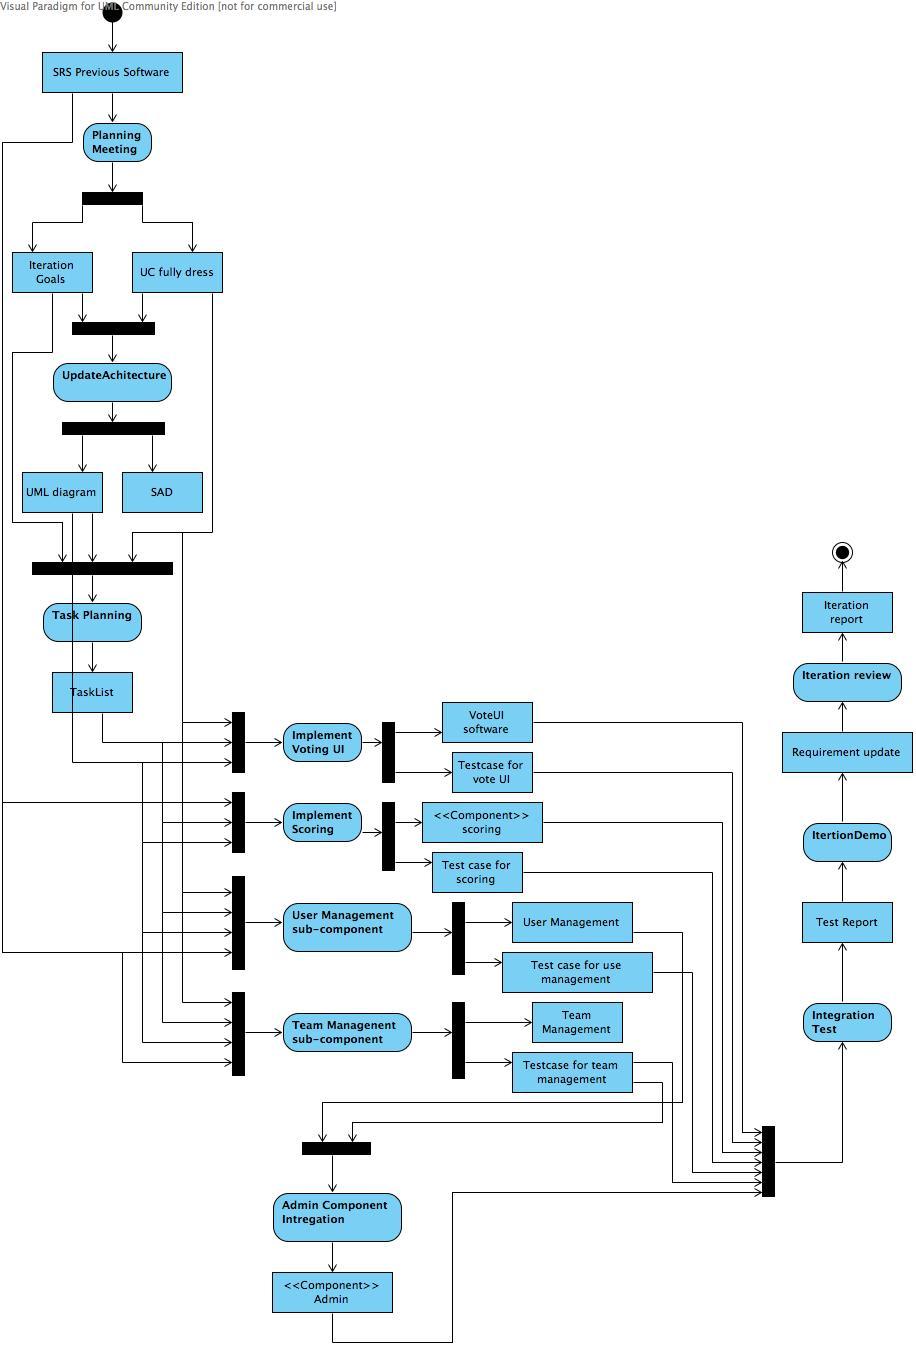 Visual Paradigm for UML Community Edition [not for commercial use]
SRS Previous Software
Planning
Meeting
Iteration
Goals
UC fully dress
UpdateAchitecture
UML diagram
SAD
Task Planning
TaskList
Implement
Voting UI
VoteUI
software
Testcase for
vote UI
Implement
Scoring
<<Component>>
scoring
Test case for
scoring
User Management
sub-component
User Management
Test case for use
management
Team Managenent
sub-component
Team
Management
Testcase for team
management
Admin Component
Intregation
<<Component>>
Admin
Iteration
report
Iteration review
Requirement update
ItertionDemo
Test Report
Integration
Test